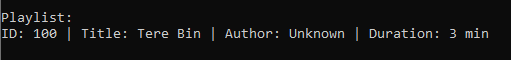 Playlist:
ID: 100 | Title: Tere Bin | Author: Unknown | Duration: 3 min